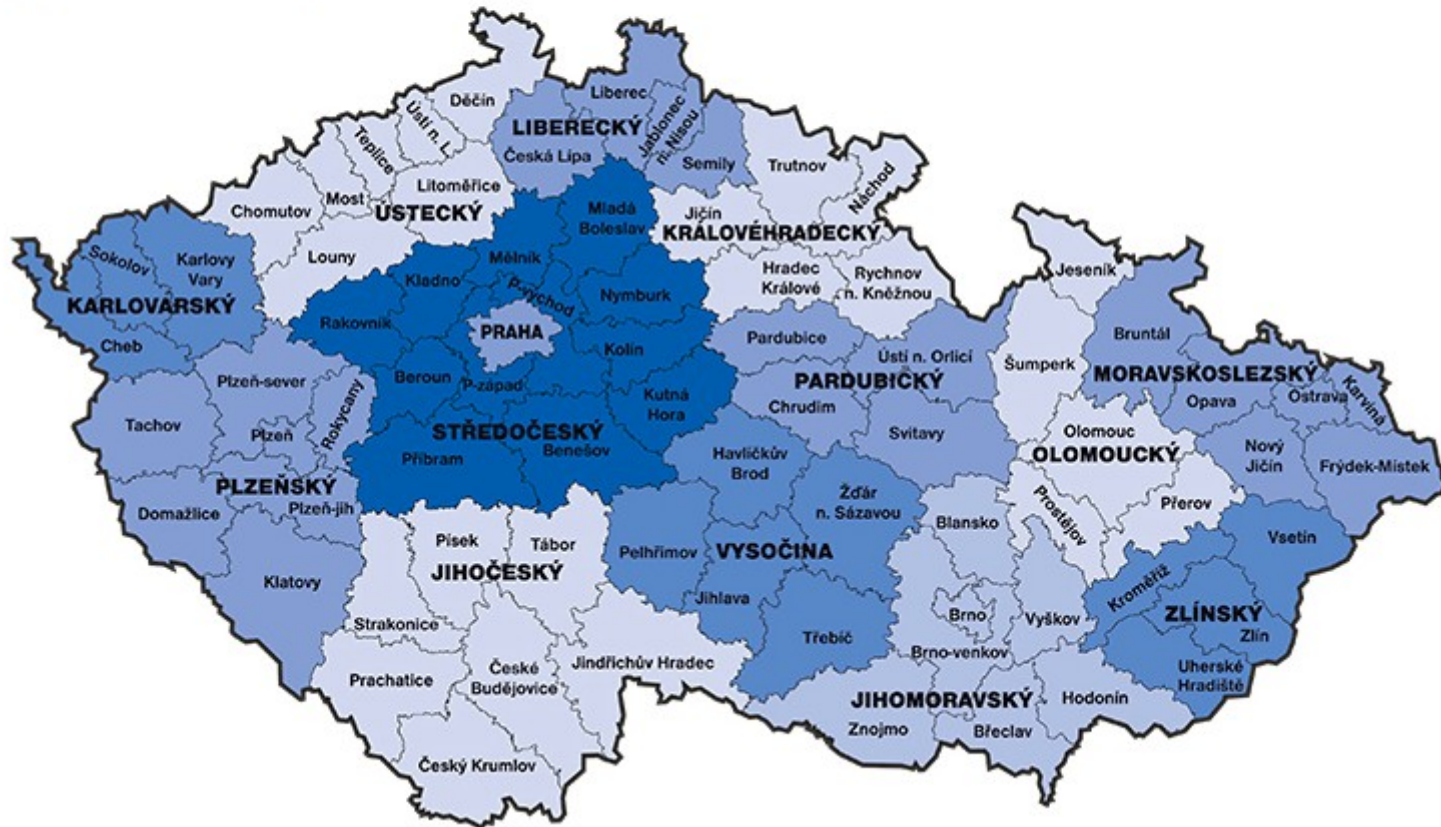 Děčín
Liberec
Ústí n. L.
Jablonec
n. Nisou
LIBERECKÝ
Teplice
Česká Lípa
Semily
Trutnov
Náchod
Litoměřice
Most
Chomutov
ÚSTECKÝ
Mladá
Boleslav
Jičín
KRÁLOVÉHRADECKÝ
Louny
Mělník
Sokolov
Karlovy
Vary
Kladno
Hradec
Králové
Rychnov
n. Kněžnou
Jeseník
KARLOVARSKÝ
P-východ
Nymburk
Rakovník
PRAHA
Pardubice
Bruntál
Cheb
Kolín
Ústí n. Orlicí
Šumperk
Beroun
P-západ
PARDUBICKÝ
MORAVSKOSLEZSKÝ
Plzeň-sever
Kutná
Hora
Chrudim
Opava
Ostrava
Karviná
Rokycany
Tachov
Plzeň
STŘEDOČESKÝ
Svitavy
Olomouc
Benešov
Příbram
Havlíčkův
Brod
OLOMOUCKÝ
Nový
Jičín
Frýdek-Místek
PLZEŇSKÝ
Plzeň-jih
Domažlice
Žďár
n. Sázavou
Prostějov
Přerov
Blansko
Písek
Tábor
Pelhřimov
VYSOČINA
Vsetín
JIHOČESKÝ
Klatovy
Jihlava
Kroměříž
Brno
Vyškov
ZLÍNSKÝ
Strakonice
Třebíč
Zlín
Brno-venkov
Jindřichův Hradec
České
Budějovice
Uherské
Hradiště
Prachatice
JIHOMORAVSKÝ
Hodonín
Znojmo
Břeclav
Český Krumlov